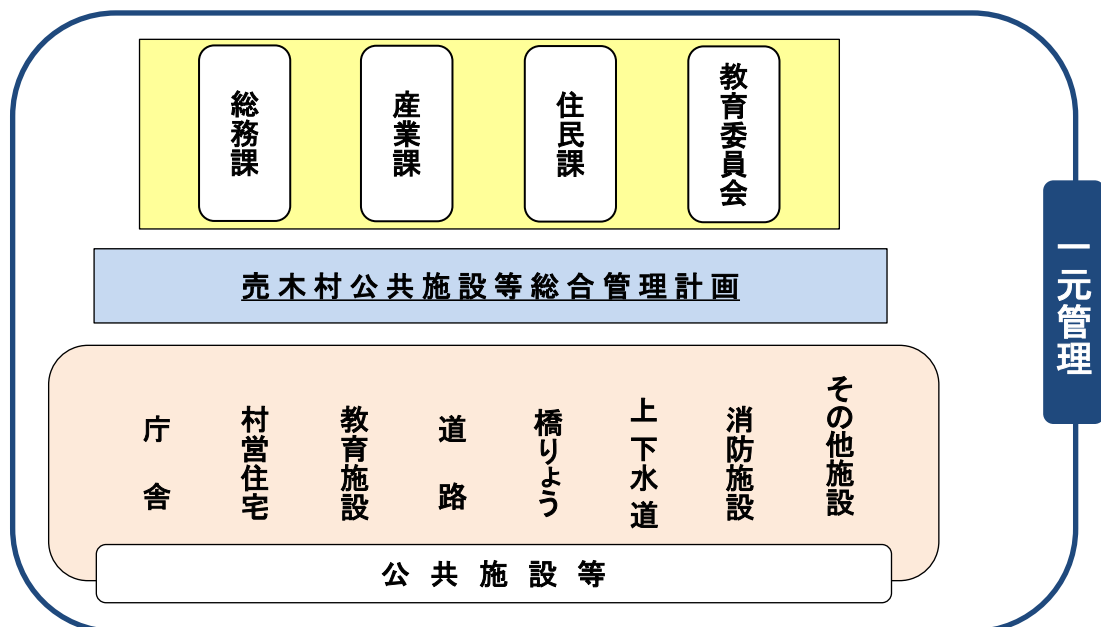 総務課
産業課
住民課
教育委員会
売木村公共施設等総合管理計画
一元管理
庁舎
村営住宅
教育施設
道路
橋りょう
上下水道
消防施設
その他施設
公共施設等